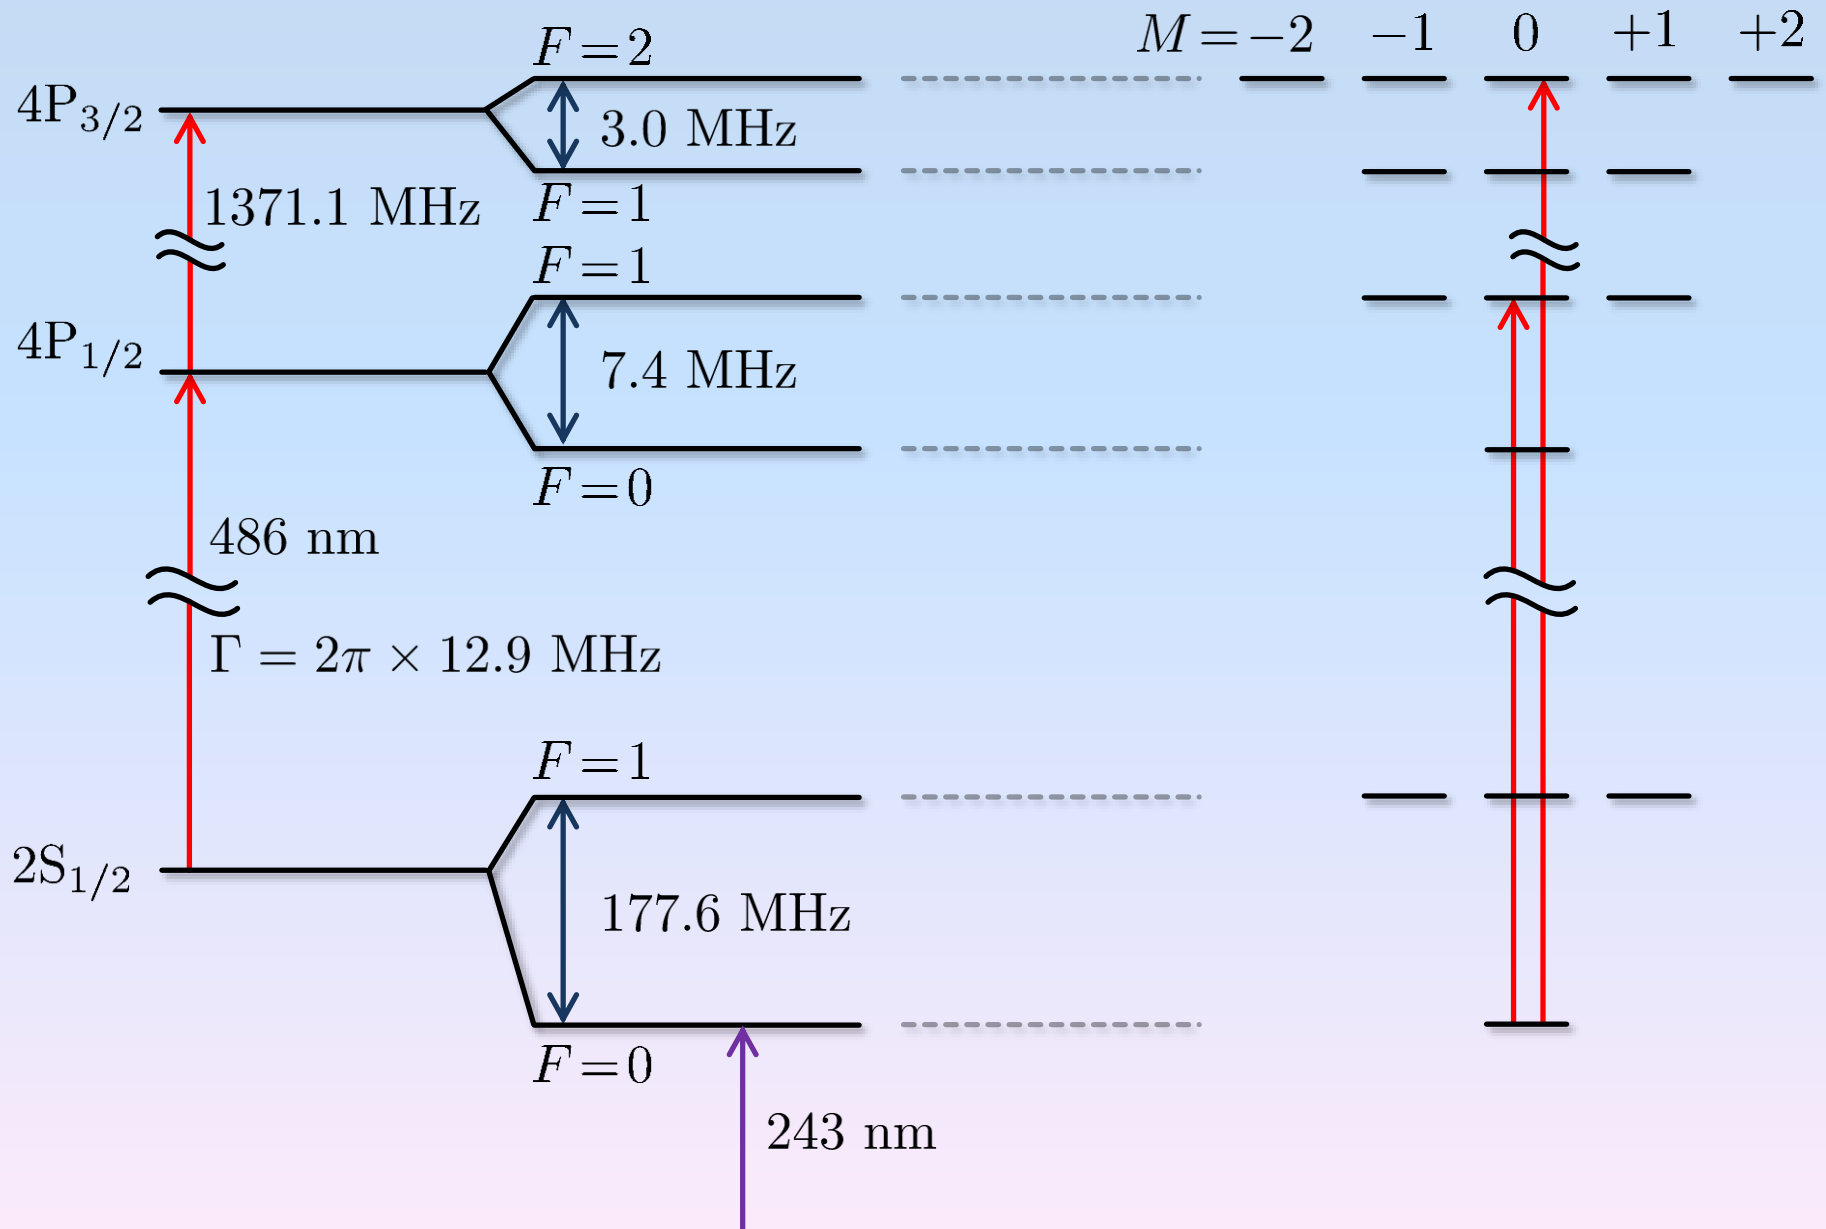 M = −2 −1 0 +1 +2
F = 2
4P3/2
3.0 MHz
1371.1 MHz
F = 1
F = 1
4P1/2
7.4 MHz
F = 0
486 nm
Γ = 2π × 12.9 MHz
F = 1
2S1/2
177.6 MHz
F = 0
243 nm